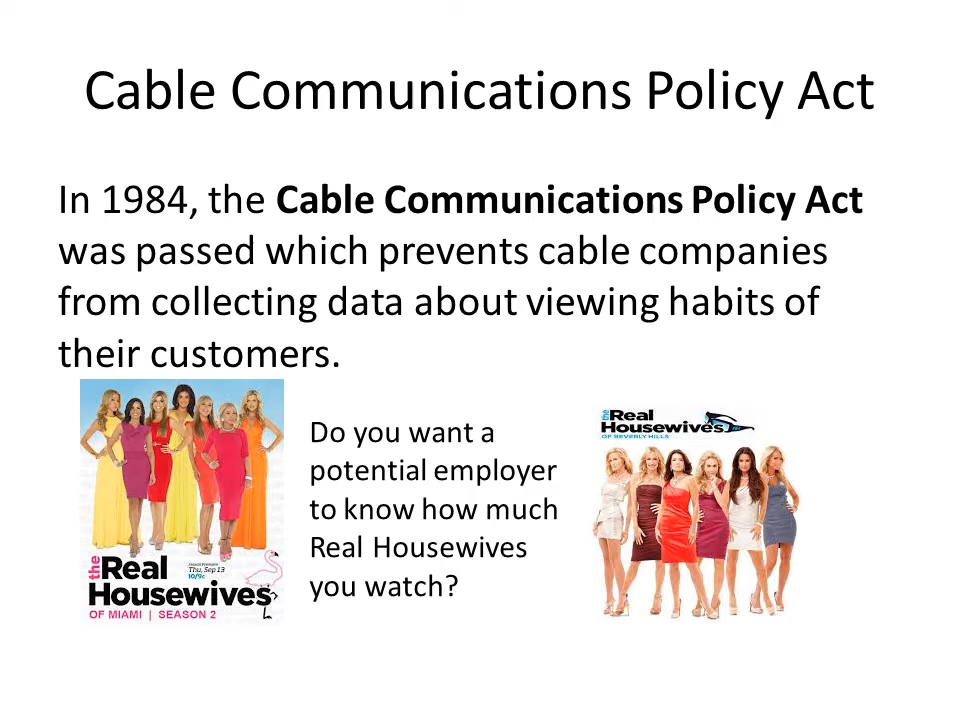 Cable Communications Policy Act
In 1984, the Cable Communications Policy Act
was passed which prevents cable companies
from collecting data about viewing habits of
their customers.
Do you want a
potential employer
to know how much
Real Housewives
you watch?
the Real
Housewives
OF MIAMI | SEASON 2
Season Premiere
Thu, Sep 13
10/9c
the Real
Housewives
OF BEVERLY HILLS